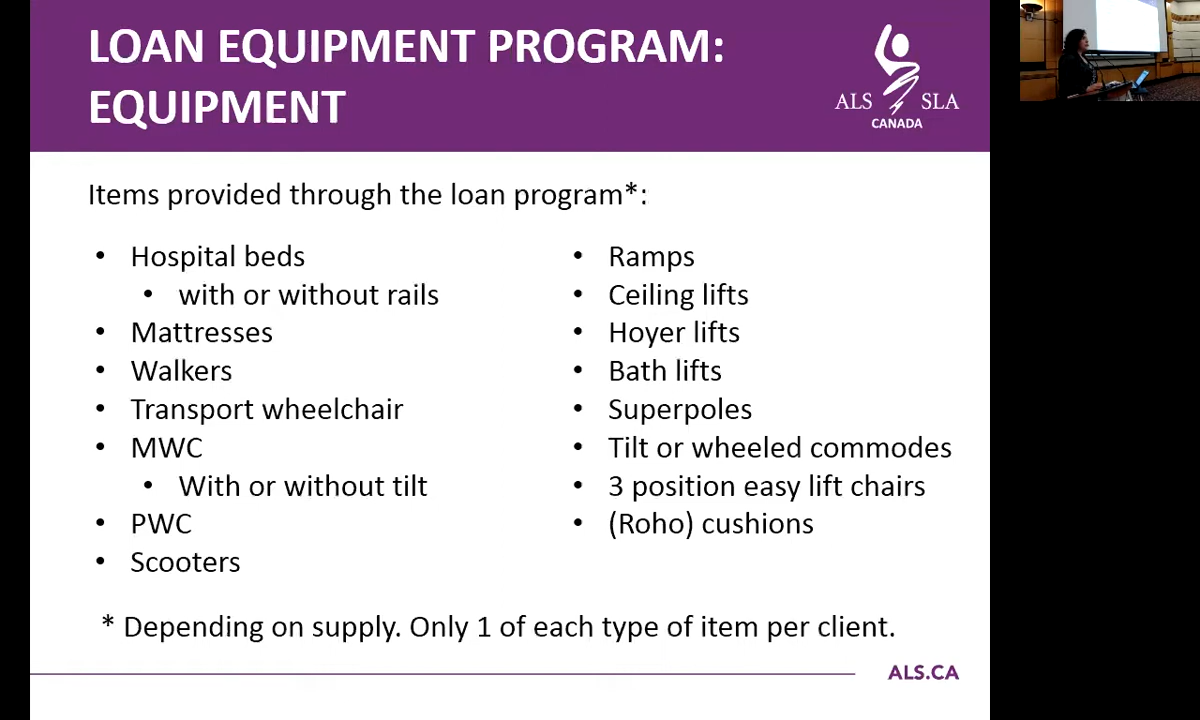 LOAN EQUIPMENT PROGRAM:
EQUIPMENT
ALS SLA
CANADA
Items provided through the loan program*:
• Hospital beds
• with or without rails
• Mattresses
• Walkers
• Transport wheelchair
• MWC
• With or without tilt
• PWC
• Scooters
• Ramps
• Ceiling lifts
• Hoyer lifts
• Bath lifts
• Superpoles
• Tilt or wheeled commodes
• 3 position easy lift chairs
• (Roho) cushions
* Depending on supply. Only 1 of each type of item per client.
ALS.CA